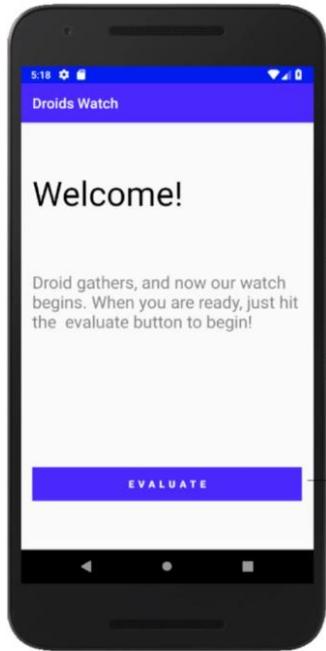 5:18
Droids Watch
Welcome!
Droid gathers, and now our watch
begins. When you are ready, just hit
the  evaluate button to begin!
EVALUATE